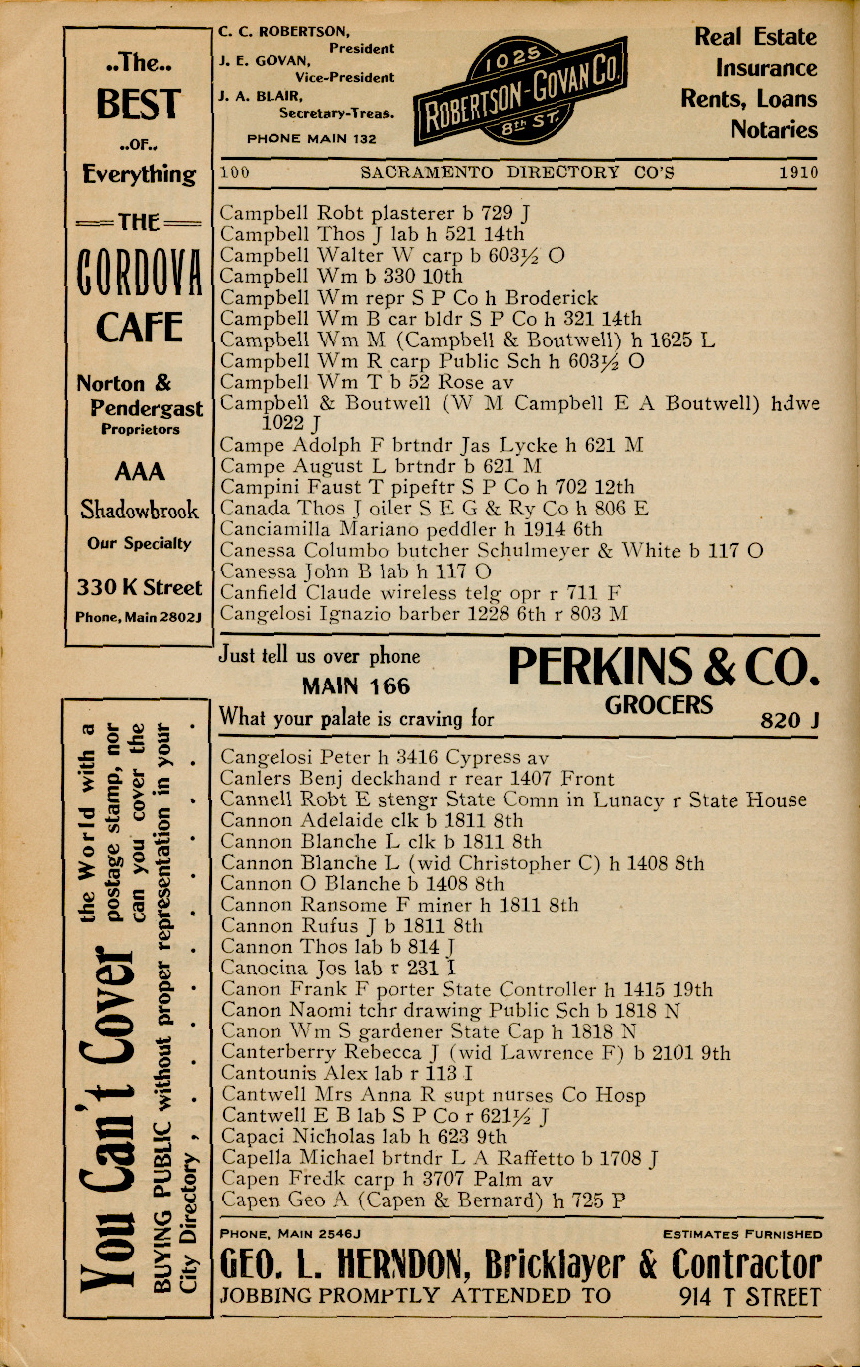 C. C. ROBERTSON,
President
J. E. GOVAN,
Vice-President
J. A. BLAIR,
Secretary-Treas.
PHONE MAIN 132
1025
ROBERTSON-GOVAN CO.
8th ST.
Real Estate
Insurance
Rents, Loans
Notaries
100 SACRAMENTO DIRECTORY CO'S 1910
..The..
BEST
..OF..
Everything
THE
CORDOVA
CAFE
Norton &
Pendergast
Proprietors
AAA
Shadowbrook
Our Specialty
330 K Street
Phone, Main 2802J
Campbell Robt plasterer b 729 J
Campbell Thos J lab h 521 14th
Campbell Walter W carp b 603½ O
Campbell Wm b 330 10th
Campbell Wm repr S P Co h Broderick
Campbell Wm B car bldr S P Co h 321 14th
Campbell Wm M (Campbell & Boutwell) h 1625 L
Campbell Wm R carp Public Sch h 603½ O
Campbell Wm T b 52 Rose av
Campbell & Boutwell (W M Campbell E A Boutwell) hdwe
1022 J
Campe Adolph F brtndr Jas Lycke h 621 M
Campe August L brtndr b 621 M
Campini Faust T pipeftr S P Co h 702 12th
Canada Thos J oiler S E G & Ry Co h 806 E
Canciamilla Mariano peddler h 1914 6th
Canessa Columbo butcher Schulmeyer & White b 117 O
Canessa John B lab h 117 O
Canfield Claude wireless telg opr r 711 F
Cangelosi Ignazio barber 1228 6th r 803 M
Just tell us over phone
MAIN 166
What your palate is craving for
PERKINS & CO.
GROCERS
820 J
You Can't Cover
the World with a
postage stamp, nor
can you cover the
BUYING PUBLIC without proper representation in your
City Directory, . . . . . . . .
Cangelosi Peter h 3416 Cypress av
Canlers Benj deckhand r rear 1407 Front
Cannell Robt E stengr State Comn in Lunacy r State House
Cannon Adelaide clk b 1811 8th
Cannon Blanche L clk b 1811 8th
Cannon Blanche L (wid Christopher C) h 1408 8th
Cannon O Blanche b 1408 8th
Cannon Ransome F miner h 1811 8th
Cannon Rufus J b 1811 8th
Cannon Thos lab b 814 J
Canocina Jos lab r 231 I
Canon Frank F porter State Controller h 1415 19th
Canon Naomi tchr drawing Public Sch b 1818 N
Canon Wm S gardener State Cap h 1818 N
Canterberry Rebecca J (wid Lawrence F) b 2101 9th
Cantounis Alex lab r 113 I
Cantwell Mrs Anna R supt nurses Co Hosp
Cantwell E B lab S P Co r 621½ J
Capaci Nicholas lab h 623 9th
Capella Michael brtndr L A Raffetto b 1708 J
Capen Fredk carp h 3707 Palm av
Capen Geo A (Capen & Bernard) h 725 P
PHONE, MAIN 2546J ESTIMATES FURNISHED
GEO. L. HERNDON, Bricklayer & Contractor
JOBBING PROMPTLY ATTENDED TO 914 T STREET